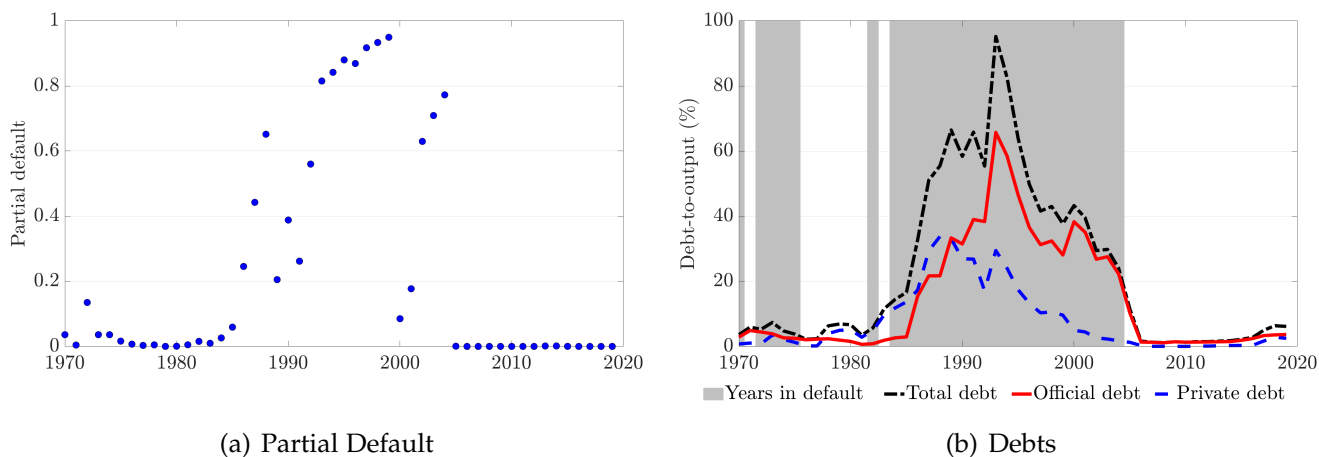 1
0.8
0.6
0.4
0.2
0
Partial default
1970 1980 1990 2000 2010 2020
(a) Partial Default
100
80
60
40
20
0
Debt-to-output (%)
1970 1980 1990 2000 2010 2020
Years in default Total debt Official debt Private debt
(b) Debts